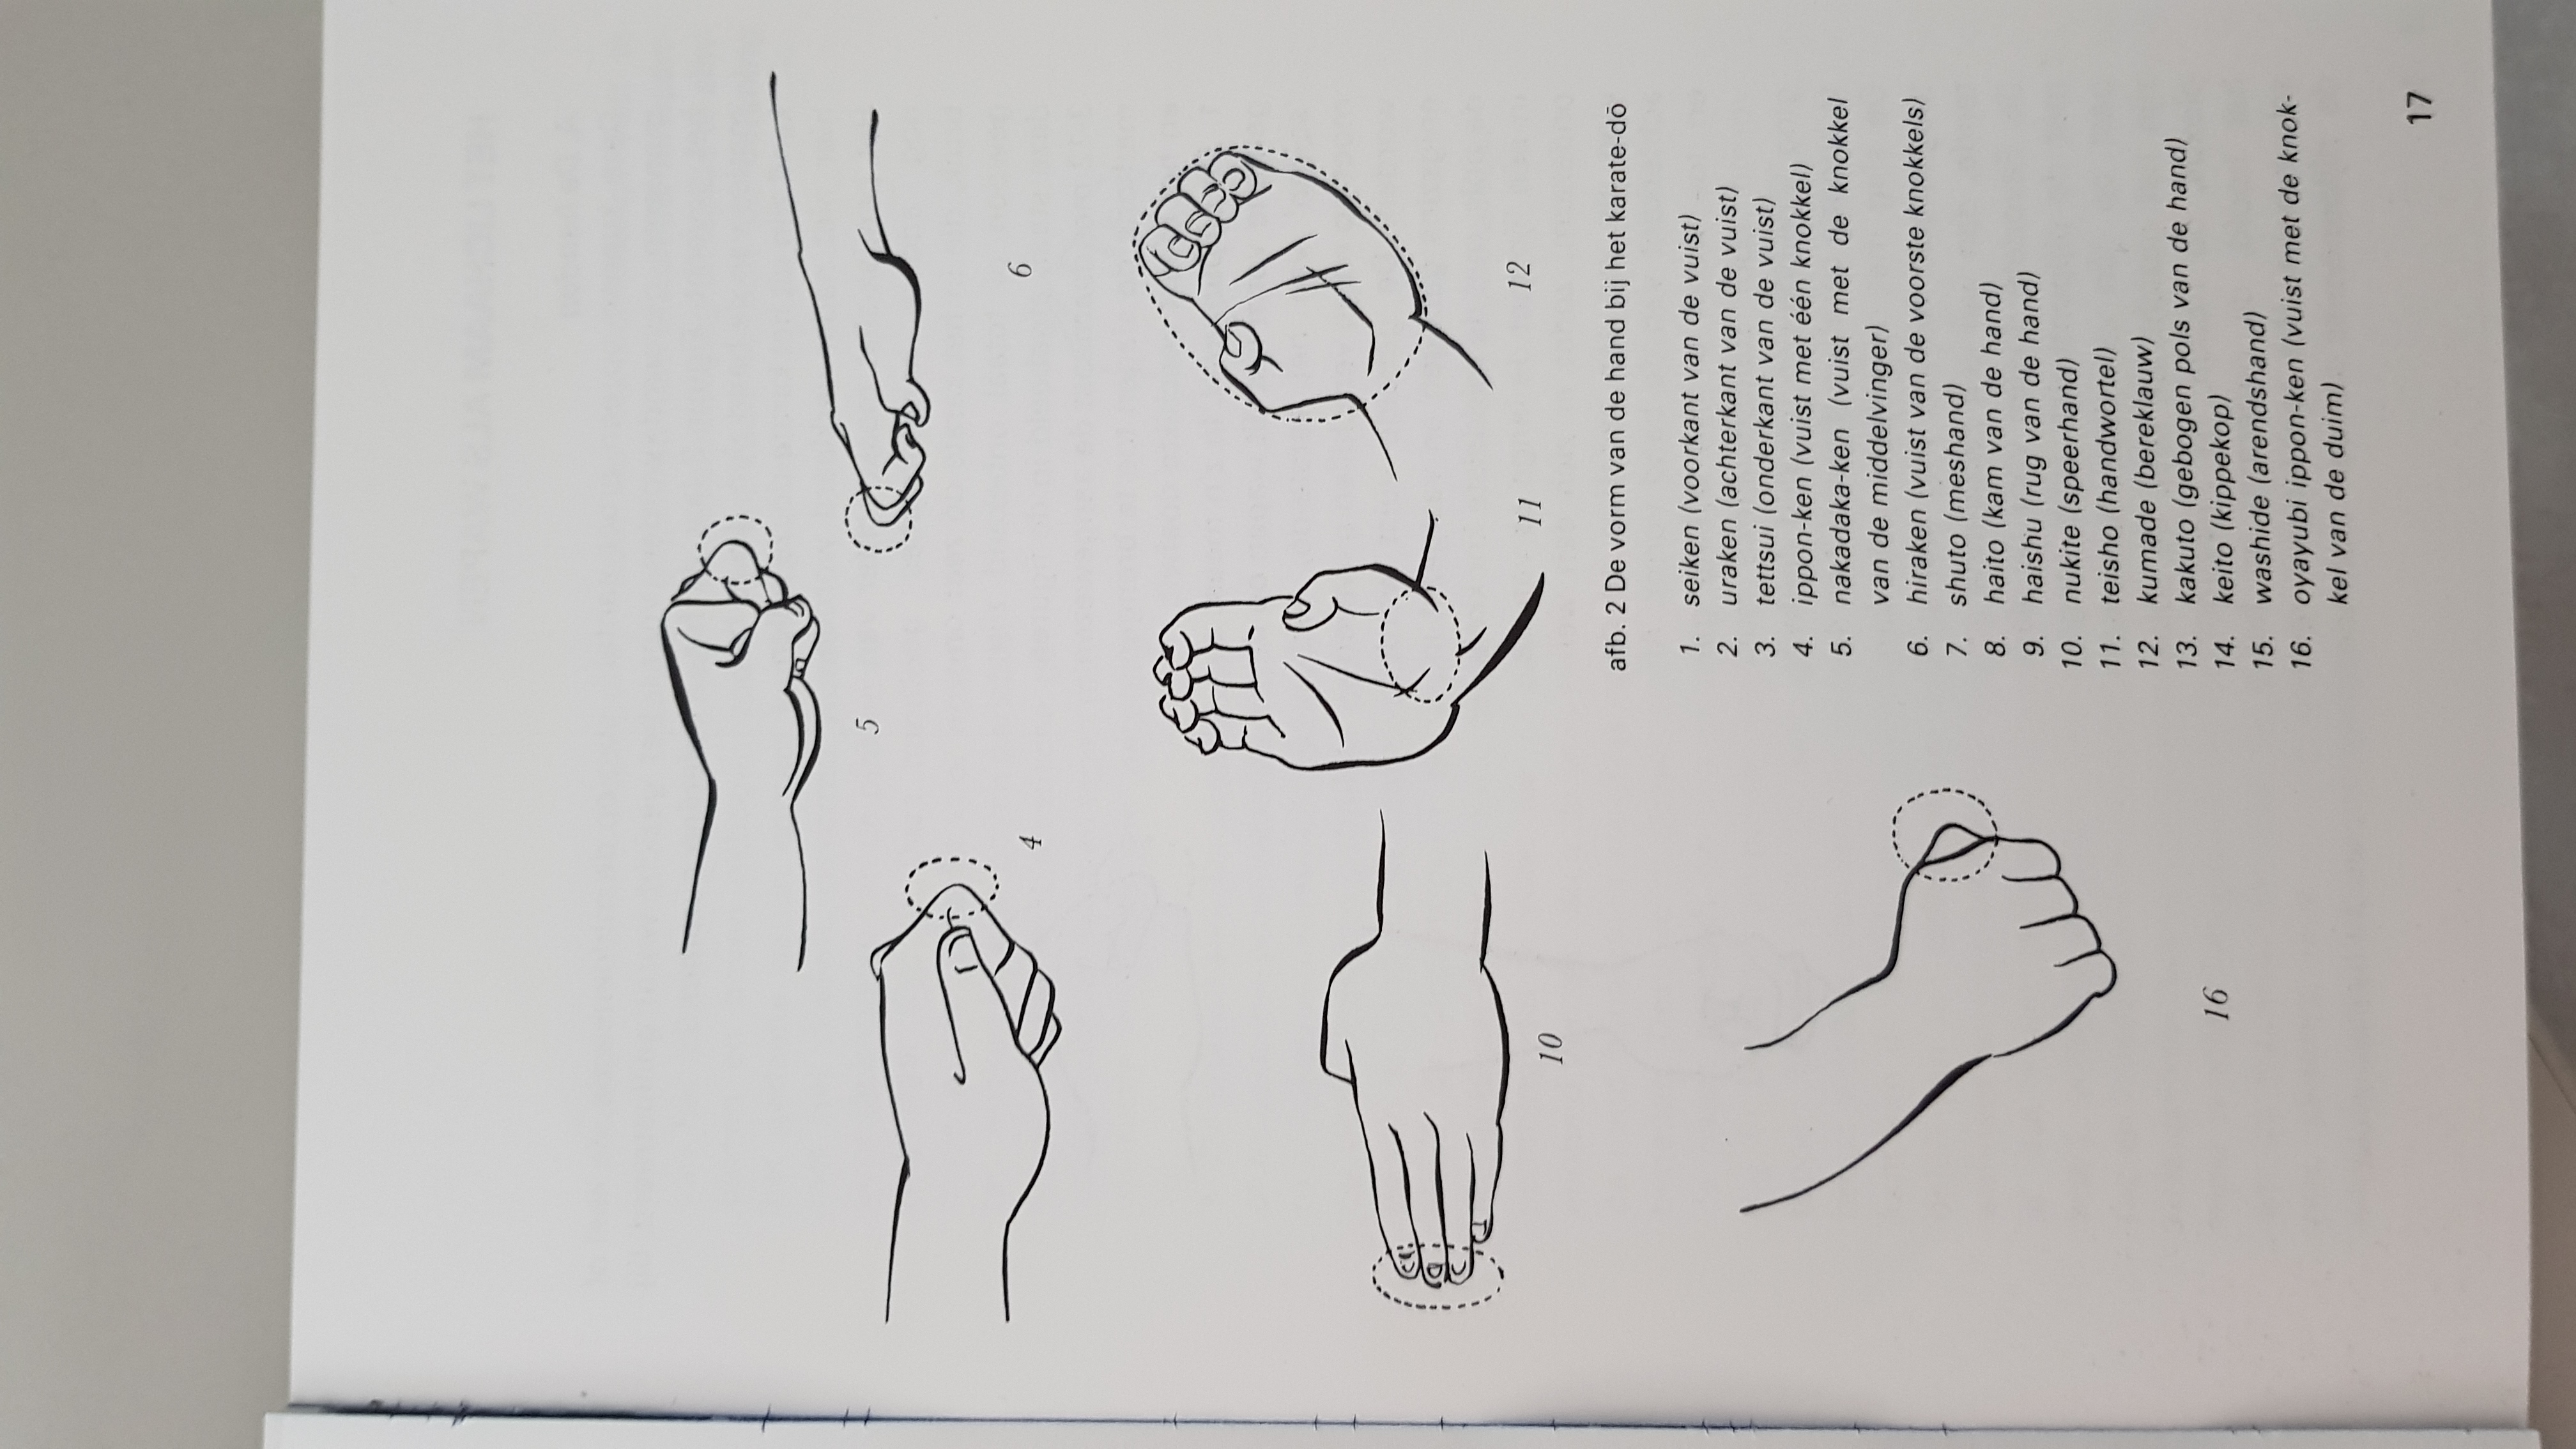 5
4
6
10
11
12
afb. 2 De vorm van de hand bij het karate-dō
1. seiken (voorkant van de vuist)
2. uraken (achterkant van de vuist)
3. tettsui (onderkant van de vuist)
4. ippon-ken (vuist met één knokkel)
5. nakadaka-ken (vuist met de knokkel
van de middelvinger)
6. hiraken (vuist van de voorste knokkels)
7. shuto (meshand)
8. haito (kam van de hand)
9. haishu (rug van de hand)
10. nukite (speerhand)
11. teisho (handwortel)
12. kumade (bereklauw)
13. kakuto (gebogen pols van de hand)
14. keito (kippekop)
15. washide (arendshand)
16. oyayubi ippon-ken (vuist met de knok-
kel van de duim)
16
17